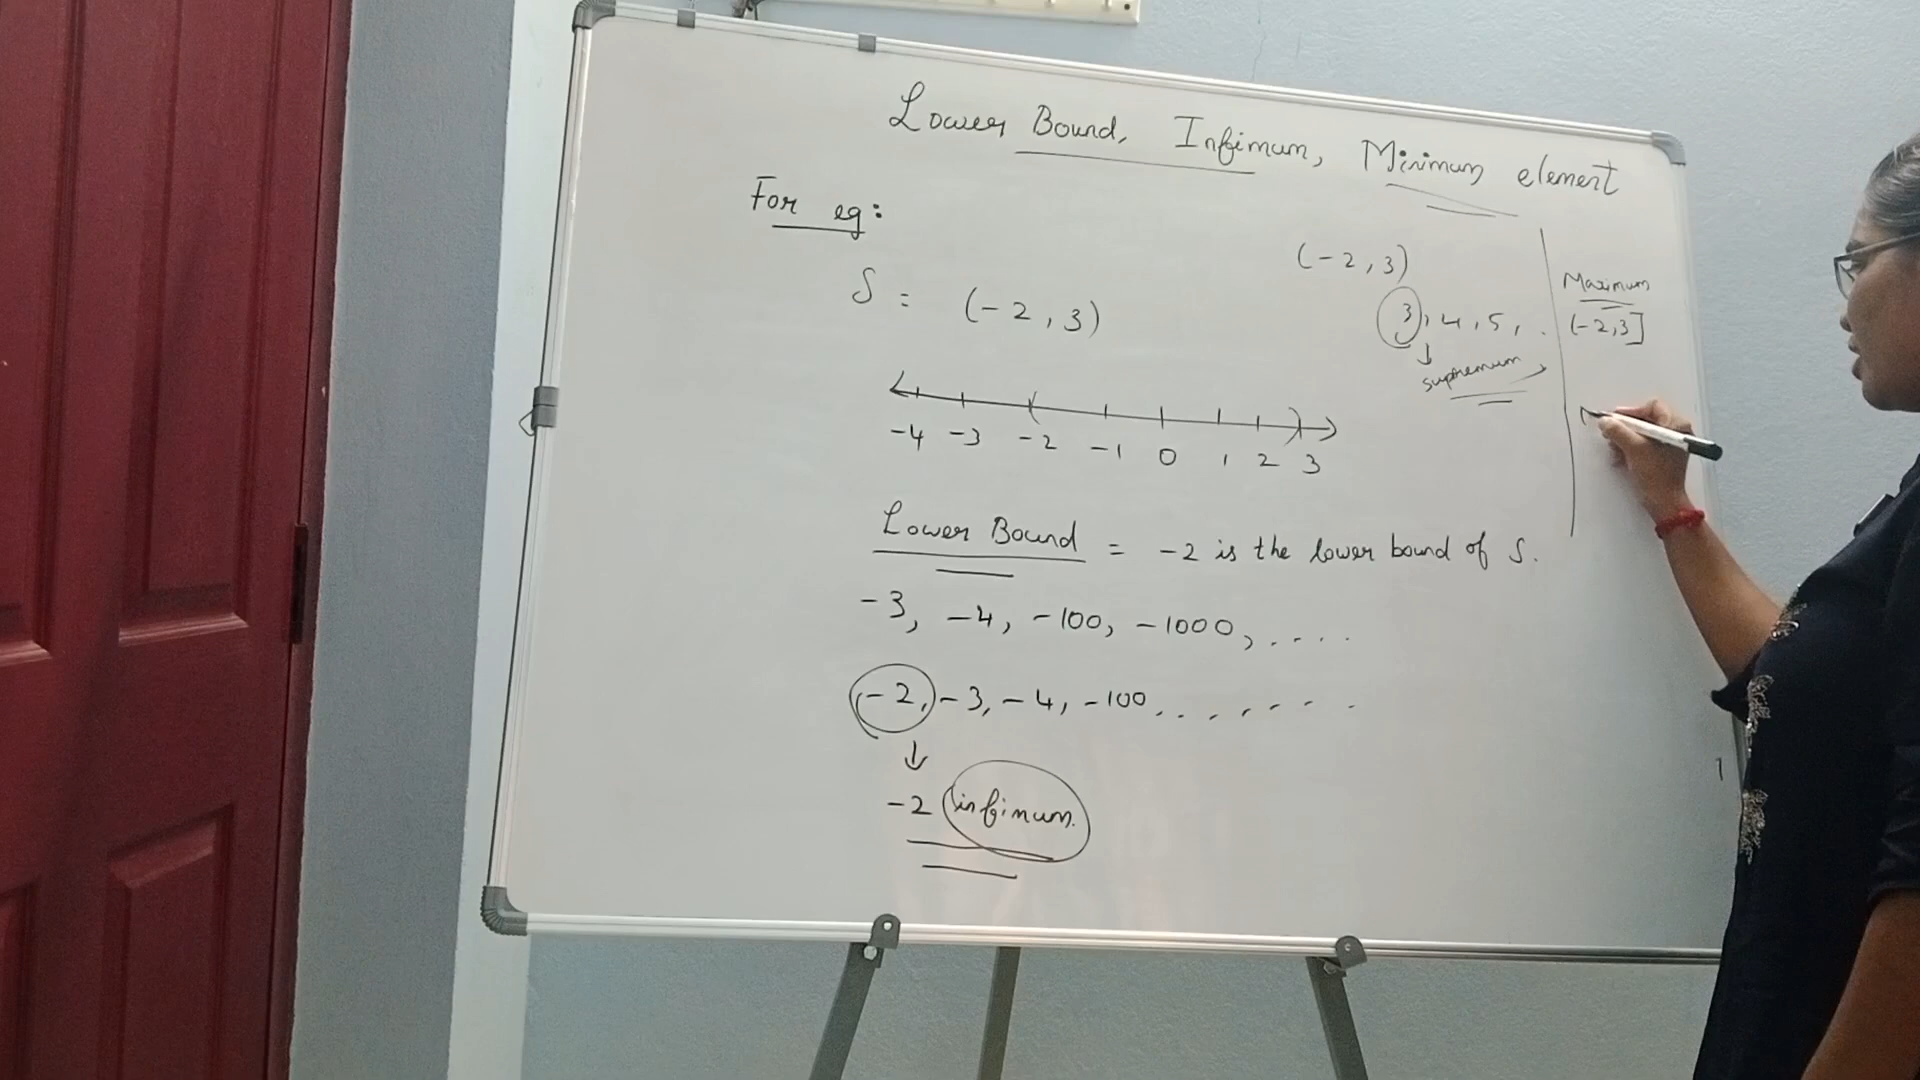 Lower Bound, Infimum, Minimum element
For eg:
S = (-2, 3)
-4 -3 -2 -1 0 1 2 3
Lower Bound = -2 is the lower bound of S.
-3, -4, -100, -1000, ....
-2, -3, -4, -100, .......
↓
-2 infimum.
(-2, 3)
3, 4, 5, .
↓
supremum
Maximum
(-2,3]